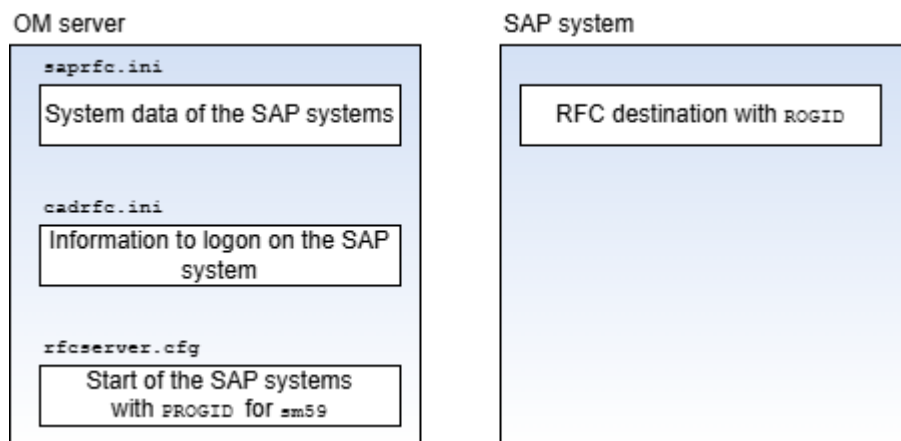 OM server
SAP system
saprfc.ini
System data of the SAP systems
RFC destination with ROGID
cadrfc.ini
Information to logon on the SAP
system
rfcserver.cfg
Start of the SAP systems
with PROGID for sm59